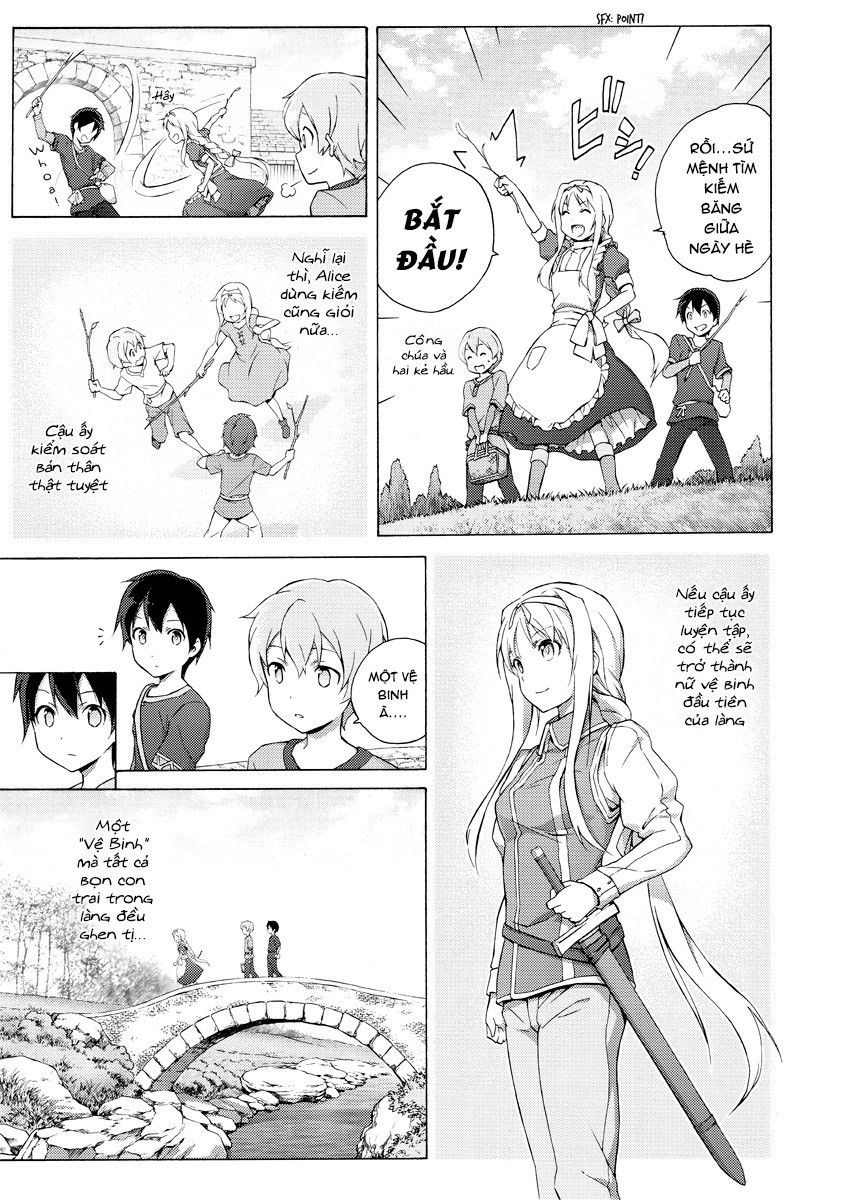 SFX: POINT!
RỒI...SỨ
MỆNH TÌM
KIẾM
BĂNG
GIỮA
NGÀY HÈ
ビシ!
BẮT
ĐẦU!
Công
chúa và
hai kẻ hầu.
Hây
Whoa!
Nghĩ lại
thì, Alice
dùng kiếm
cũng giỏi
nữa...
Cậu ấy
kiểm soát
bản thân
thật tuyệt
Nếu cậu ấy
tiếp tục
luyện tập,
có thể sẽ
trở thành
nữ vệ binh
đầu tiên
của làng
MỘT VỆ
BINH
À....
Một
"Vệ Binh"
mà tất cả
bọn con
trai trong
làng đều
ghen tị...